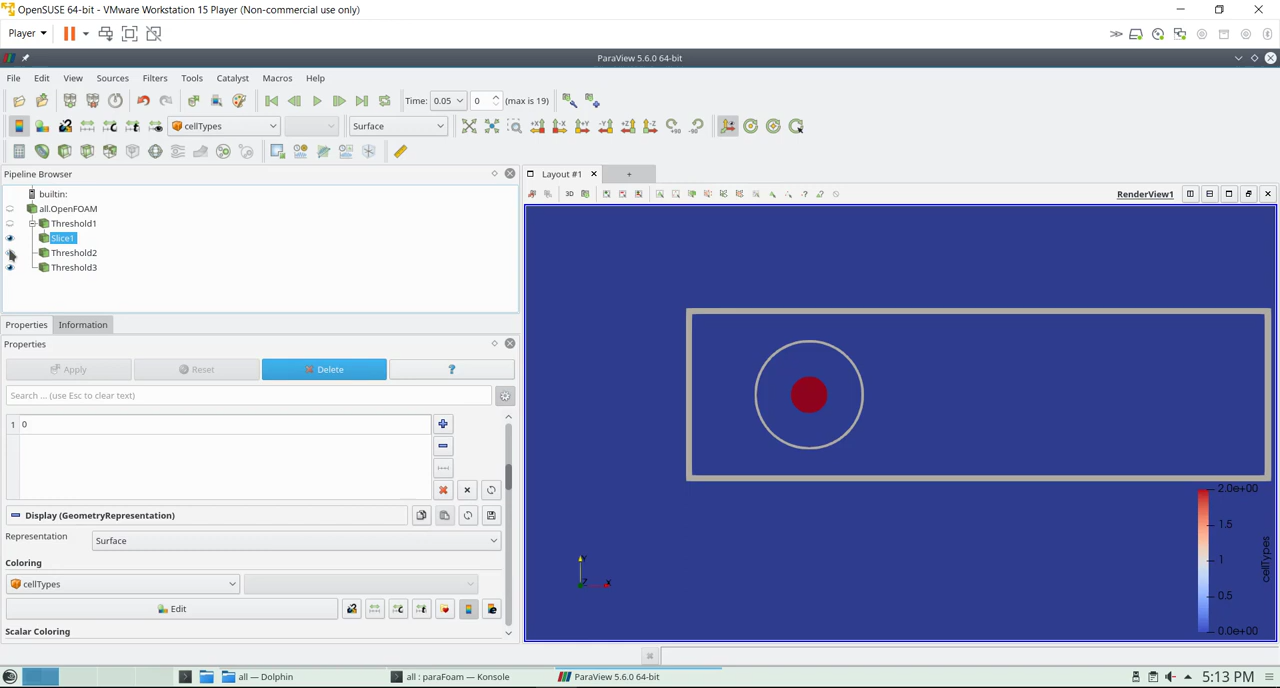 OpenSUSE 64-bit - VMware Workstation 15 Player (Non-commercial use only)
Player
ParaView 5.6.0 64-bit
File Edit View Sources Filters Tools Catalyst Macros Help
Time: 0.05 0 (max is 19)
cellTypes Surface
+X -X +Y -Y +Z -Z +90 -90
Pipeline Browser
builtin:
all.OpenFOAM
Threshold1
Slice1
Threshold2
Threshold3
Properties Information
Properties
Apply Reset Delete ?
Search ... (use Esc to clear text)
1 0
Display (GeometryRepresentation)
Representation Surface
Coloring
cellTypes
Edit
Scalar Coloring
Layout #1 +
3D RenderView1
2.0e+00
1.5
1
0.5
0.0e+00
cellTypes
Y
Z X
all — Dolphin all : paraFoam — Konsole ParaView 5.6.0 64-bit 5:13 PM